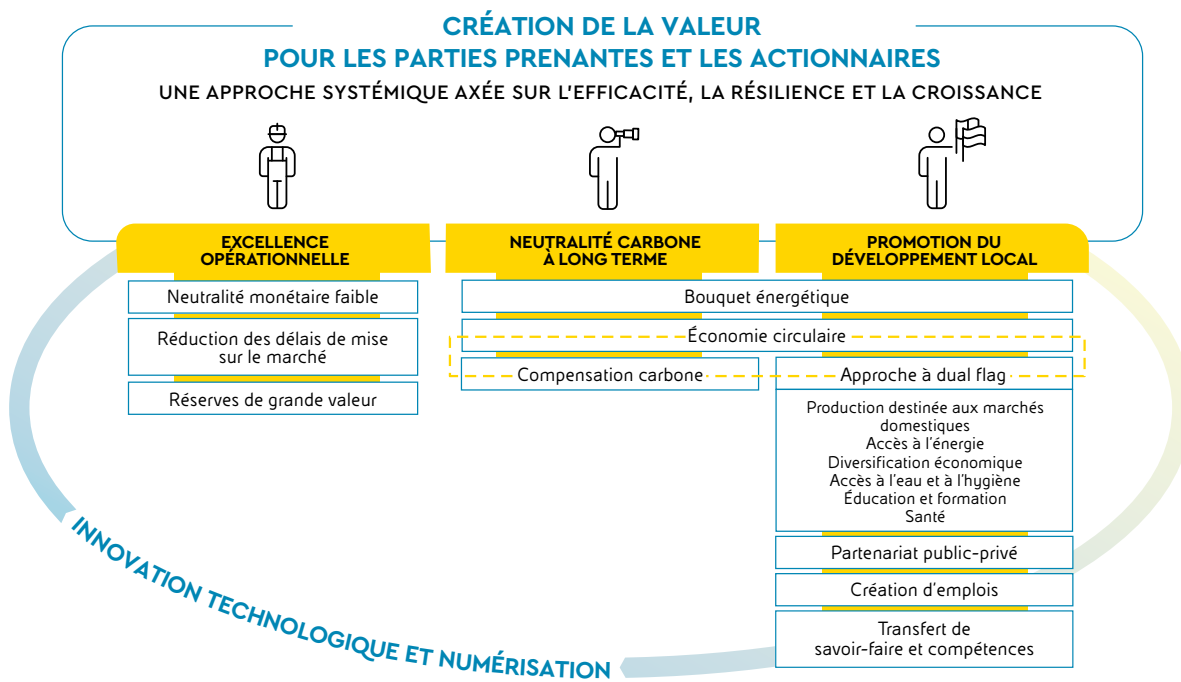 CRÉATION DE LA VALEUR
POUR LES PARTIES PRENANTES ET LES ACTIONNAIRES
UNE APPROCHE SYSTÉMIQUE AXÉE SUR L'EFFICACITÉ, LA RÉSILIENCE ET LA CROISSANCE
EXCELLENCE
OPÉRATIONNELLE
Neutralité monétaire faible
Réduction des délais de mise
sur le marché
Réserves de grande valeur
NEUTRALITÉ CARBONE
À LONG TERME
PROMOTION DU
DÉVELOPPEMENT LOCAL
Bouquet énergétique
Économie circulaire
Compensation carbone
Approche à dual flag
Production destinée aux marchés
domestiques
Accès à l'énergie
Diversification économique
Accès à l'eau et à l'hygiène
Éducation et formation
Santé
Partenariat public-privé
Création d'emplois
Transfert de
savoir-faire et compétences
INNOVATION TECHNOLOGIQUE ET NUMÉRISATION